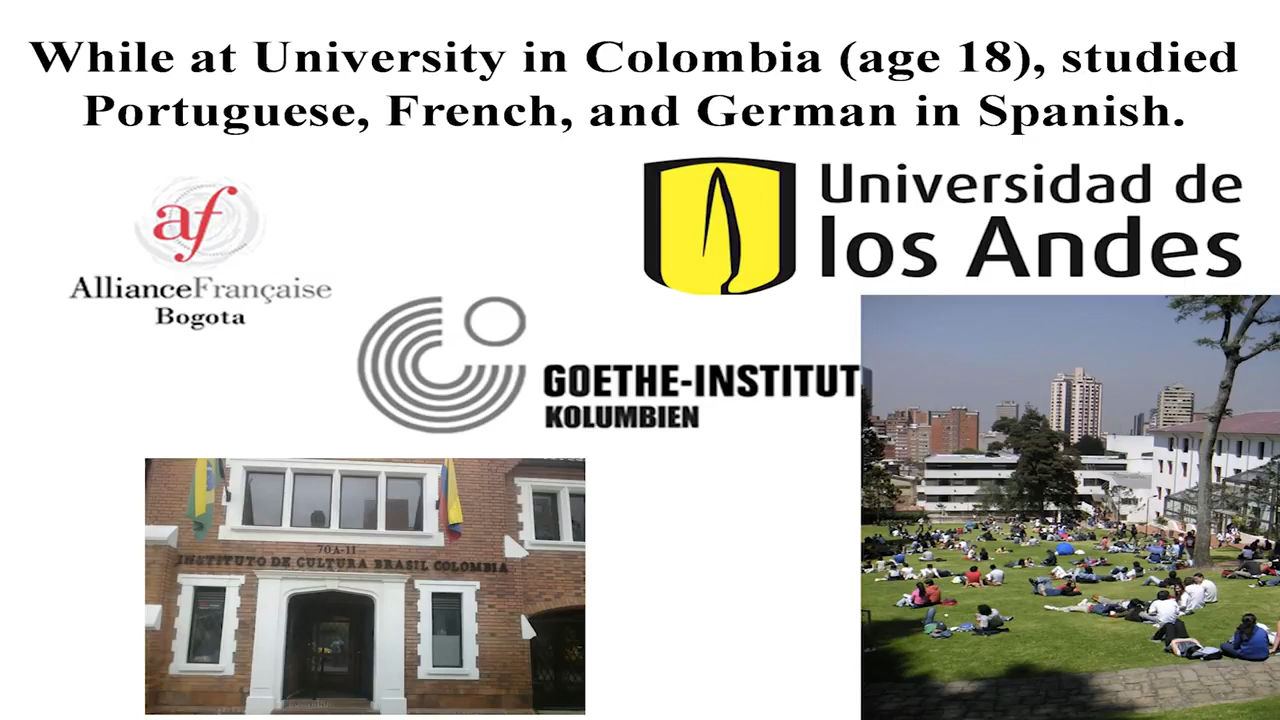 While at University in Colombia (age 18), studied
Portuguese, French, and German in Spanish.
af
AllianceFrançaise
Bogota
Universidad de
los Andes
GOETHE-INSTITUT
KOLUMBIEN
70A-11
INSTITUTO DE CULTURA BRASIL COLOMBIA